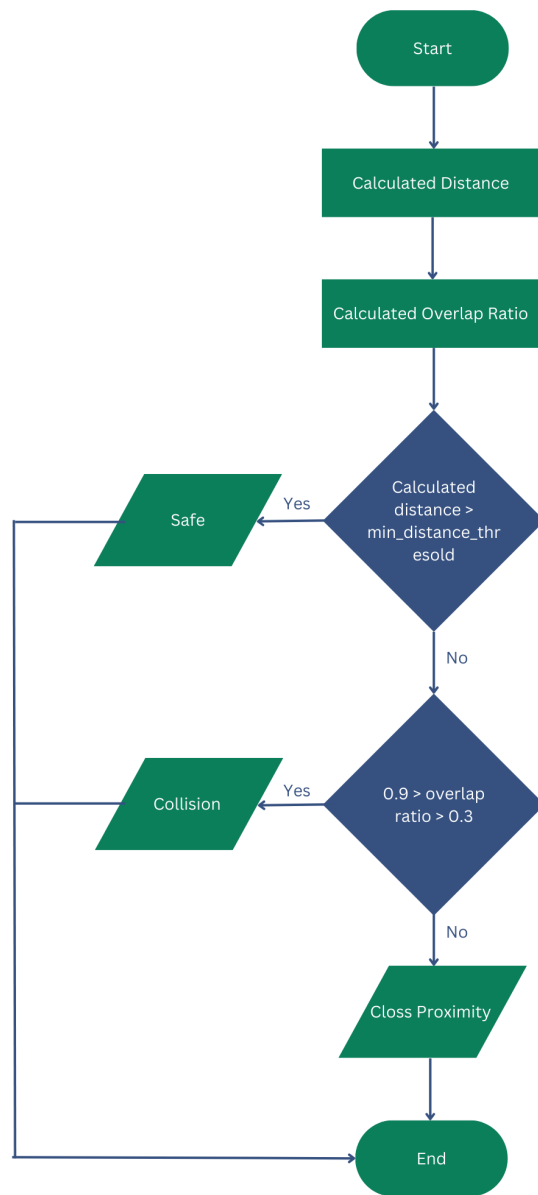 Start
Calculated Distance
Calculated Overlap Ratio
Calculated
distance >
min_distance_thr
esold
Yes
Safe
No
0.9 > overlap
ratio > 0.3
Yes
Collision
No
Closs Proximity
End